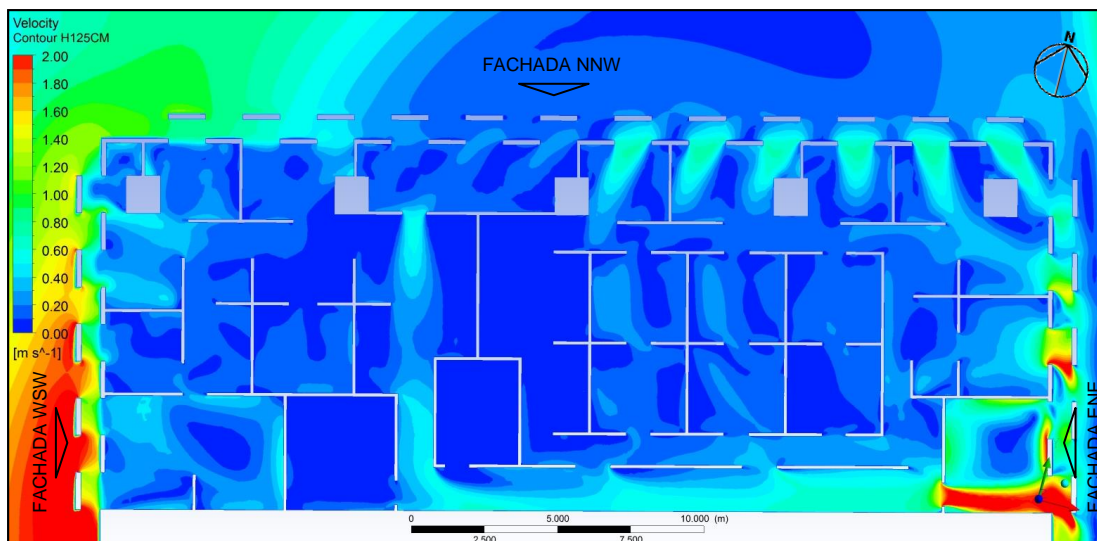 Velocity
Contour H125CM
2.00
1.80
1.60
1.40
1.20
1.00
0.80
0.60
0.40
0.20
0.00
[m s^-1]
FACHADA NNW
N
FACHADA WSW
FACHADA ENE
0 5.000 10.000 (m)
2.500 7.500